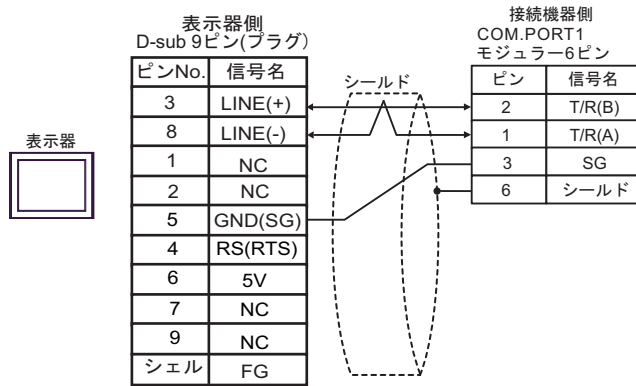 表示器側
D-sub 9ピン(プラグ)
ピンNo. 信号名
3 LINE(+)
8 LINE(-)
1 NC
2 NC
5 GND(SG)
4 RS(RTS)
6 5V
7 NC
9 NC
シェル FG
表示器
シールド
接続機器側
COM.PORT1
モジュラー6ピン
ピン 信号名
2 T/R(B)
1 T/R(A)
3 SG
6 シールド